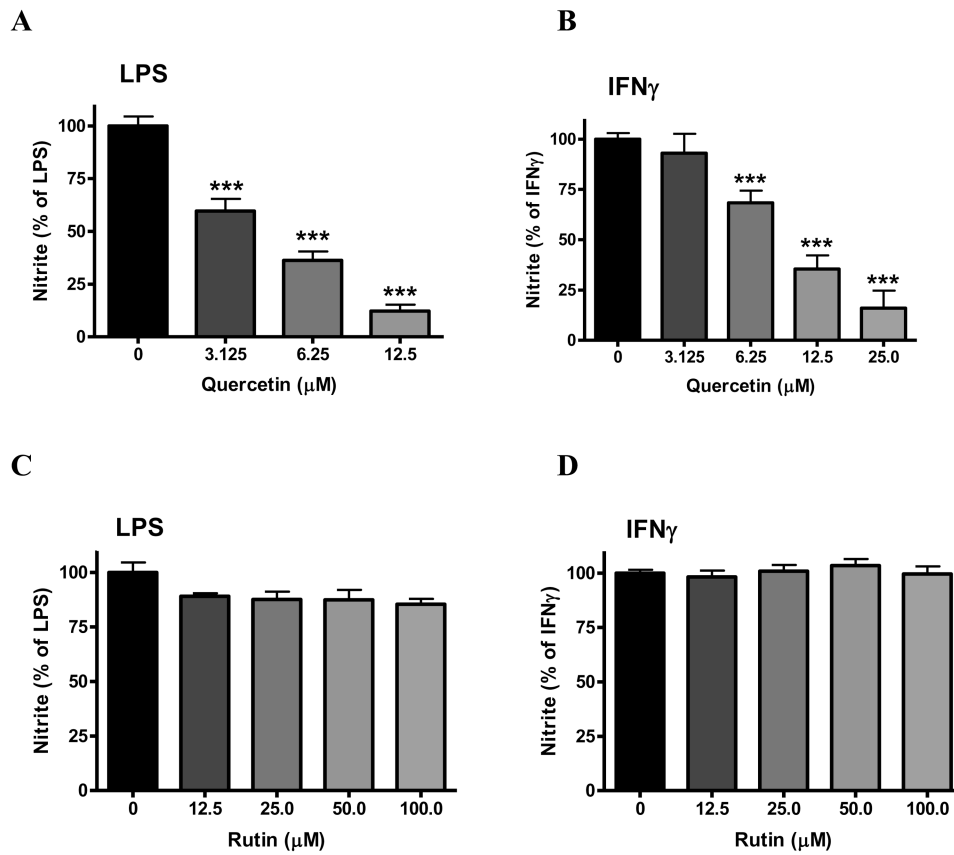 A
LPS
Nitrite (% of LPS)
100
75
50
25
0
***
***
***
0 3.125 6.25 12.5
Quercetin (μM)
B
IFNγ
Nitrite (% of IFNγ)
100
75
50
25
0
***
***
***
0 3.125 6.25 12.5 25.0
Quercetin (μM)
C
LPS
Nitrite (% of LPS)
100
75
50
25
0
0 12.5 25.0 50.0 100.0
Rutin (μM)
D
IFNγ
Nitrite (% of IFNγ)
100
75
50
25
0
0 12.5 25.0 50.0 100.0
Rutin (μM)